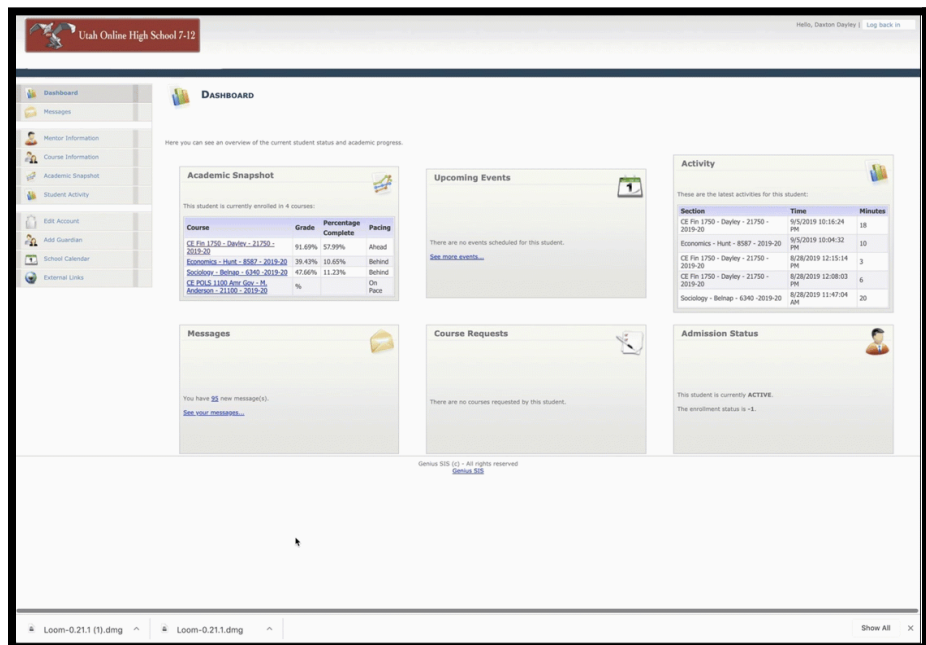 Utah Online High School 7-12
Hello, Daxton Dayley | Log back in
Dashboard
Messages
Mentor Information
Course Information
Academic Snapshot
Student Activity
Edit Account
Add Guardian
School Calendar
External Links
DASHBOARD
Here you can see an overview of the current student status and academic progress.
Academic Snapshot
This student is currently enrolled in 4 courses:
Course Grade Percentage Complete Pacing
CE Fin 1750 - Dayley - 21750 - 2019-20 91.69% 57.99% Ahead
Economics - Hunt - 8587 - 2019-20 39.43% 10.65% Behind
Sociology - Belnap - 6340 -2019-20 47.66% 11.23% Behind
CE POLS 1100 Amr Gov - M. Anderson - 21100 - 2019-20 % On Pace
Upcoming Events
1
There are no events scheduled for this student.
See more events...
Activity
These are the latest activities for this student:
Section Time Minutes
CE Fin 1750 - Dayley - 21750 - 2019-20 9/5/2019 10:16:24 PM 18
Economics - Hunt - 8587 - 2019-20 9/5/2019 10:04:32 PM 10
CE Fin 1750 - Dayley - 21750 - 2019-20 8/28/2019 12:15:14 PM 3
CE Fin 1750 - Dayley - 21750 - 2019-20 8/28/2019 12:08:03 PM 6
Sociology - Belnap - 6340 -2019-20 8/28/2019 11:47:04 AM 20
Messages
You have 95 new message(s).
See your messages...
Course Requests
There are no courses requested by this student.
Admission Status
This student is currently ACTIVE.
The enrollment status is -1.
Genius SIS (c) - All rights reserved
Genius SIS
Loom-0.21.1 (1).dmg
Loom-0.21.1.dmg
Show All